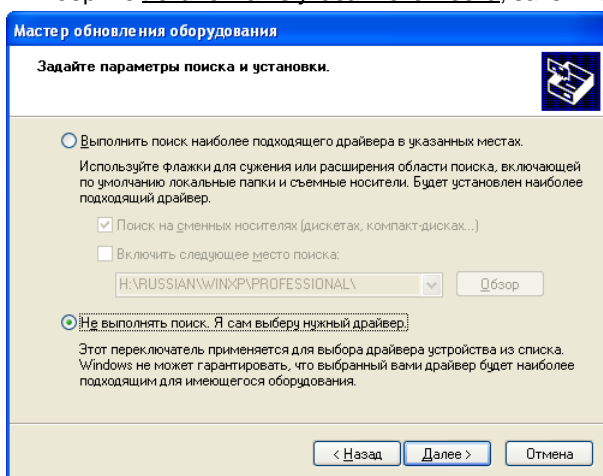 Мастер обновления оборудования
Задайте параметры поиска и установки.
Выполнить поиск наиболее подходящего драйвера в указанных местах.
Используйте флажки для сужения или расширения области поиска, включающей
по умолчанию локальные папки и съемные носители. Будет установлен наиболее
подходящий драйвер.
Поиск на сменных носителях (дискетах, компакт-дисках...)
Включить следующее место поиска:
H:\RUSSIAN\WINXP\PROFESSIONAL\ Обзор
Не выполнять поиск. Я сам выберу нужный драйвер.
Этот переключатель применяется для выбора драйвера устройства из списка.
Windows не может гарантировать, что выбранный вами драйвер будет наиболее
подходящим для имеющегося оборудования.
< Назад Далее > Отмена